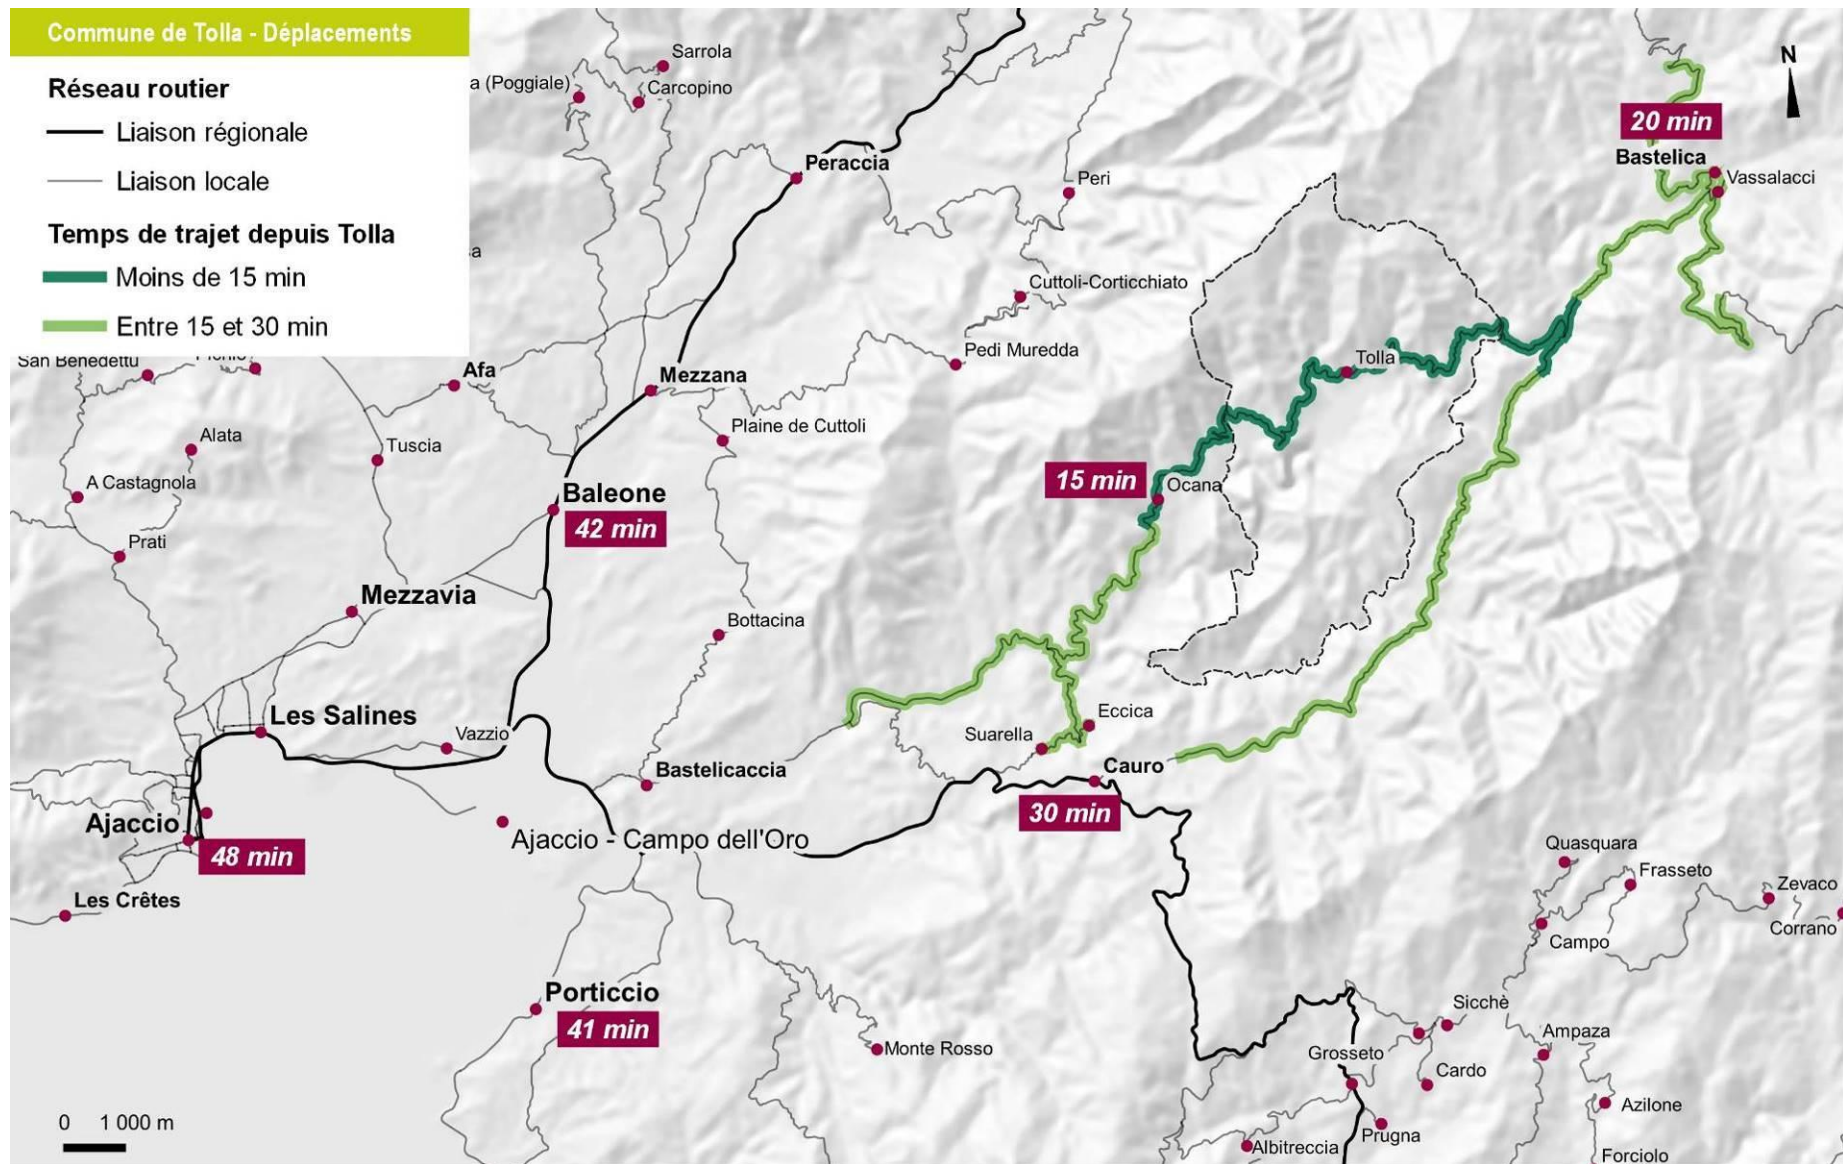 Commune de Tolla - Déplacements
Réseau routier
Liaison régionale
Liaison locale
Temps de trajet depuis Tolla
Moins de 15 min
Entre 15 et 30 min
N
Sarrola
a (Poggiale)
Carcopino
20 min
Bastelica
Vassalacci
Peraccia
Peri
a
Cuttoli-Corticchiato
Pedi Muredda
Tolla
San Benedettu
Afa
Mezzana
Plaine de Cuttoli
Alata
Tuscia
A Castagnola
15 min
Ocana
Baleone
42 min
Prati
Mezzavia
Bottacina
Les Salines
Vazzio
Eccica
Suarella
Bastelicaccia
Cauro
30 min
Ajaccio
48 min
Ajaccio - Campo dell'Oro
Les Crêtes
Quasquara
Frasseto
Zevaco
Corrano
Campo
Porticcio
41 min
Sicchè
Monte Rosso
Ampaza
Grosseto
Cardo
Azilone
Prugna
Albitreccia
Forciolo
0 1 000 m